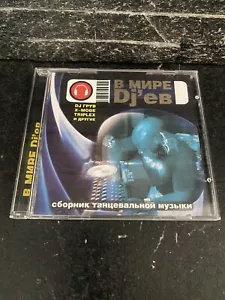 В МИРЕ
Dj'ев
DJ ГРУВ
X-MODE
TRIPLEX
И ДРУГИЕ
В МИРЕ Dj'ев
сборник танцевальной музыки